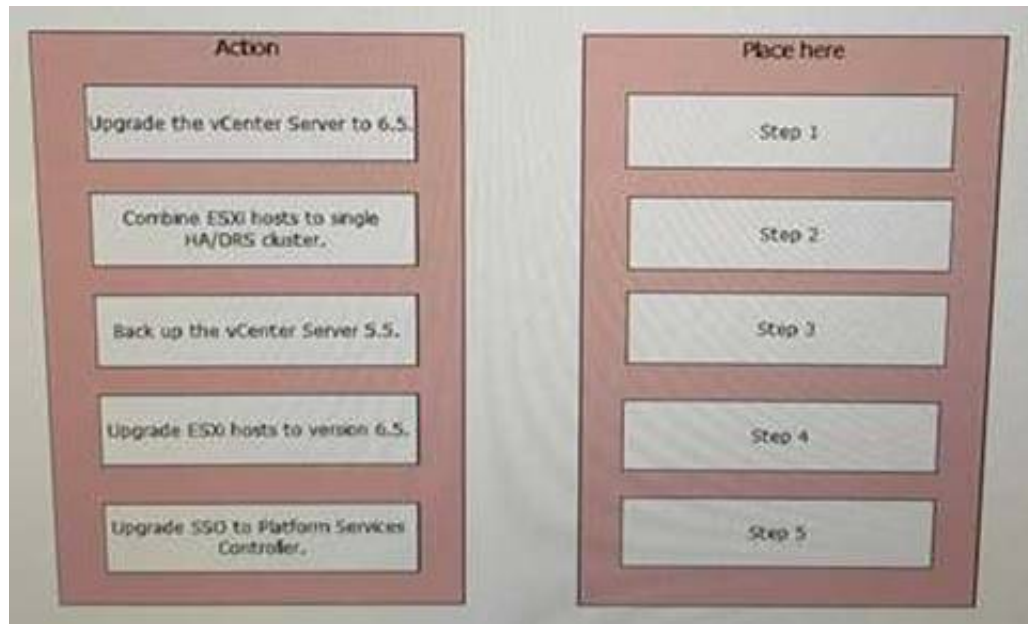 Action
Upgrade the vCenter Server to 6.5.
Combine ESXi hosts to single
HA/DRS cluster.
Back up the vCenter Server 5.5.
Upgrade ESXi hosts to version 6.5.
Upgrade SSO to Platform Services
Controller.
Place here
Step 1
Step 2
Step 3
Step 4
Step 5